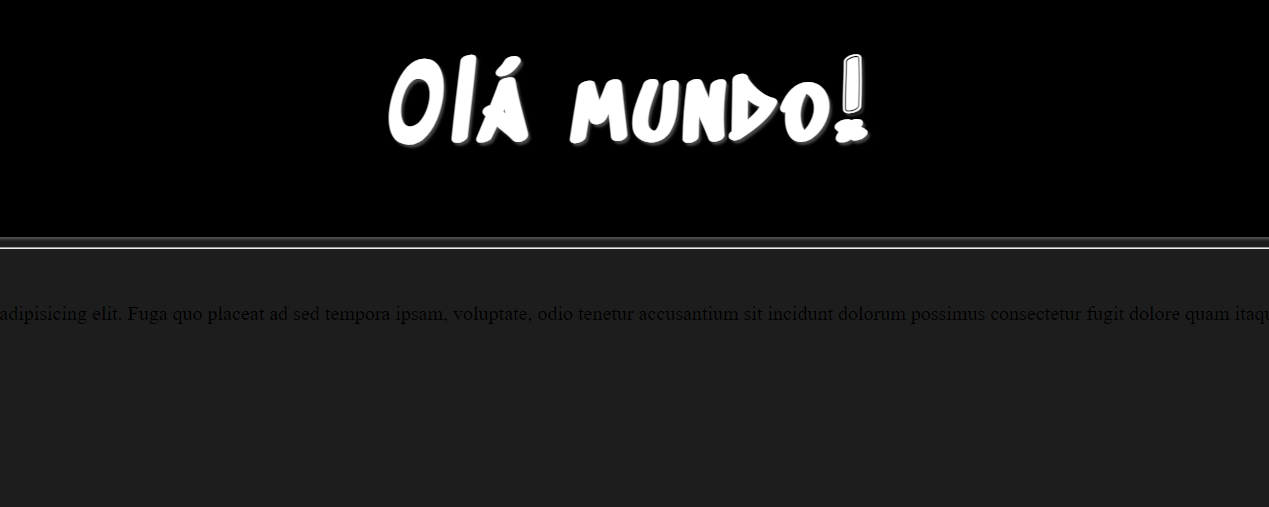 Olá mundo!
adipisicing elit. Fuga quo placeat ad sed tempora ipsam, voluptate, odio tenetur accusantium sit incidunt dolorum possimus consectetur fugit dolore quam